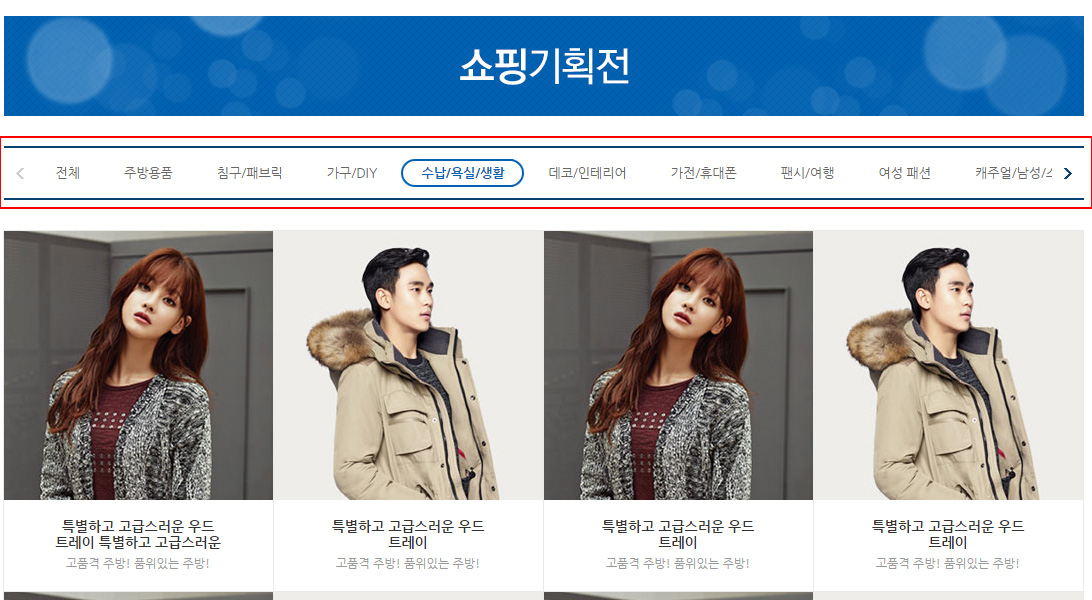 쇼핑기획전
전체 주방용품 침구/패브릭 가구/DIY 수납/욕실/생활 데코/인테리어 가전/휴대폰 팬시/여행 여성 패션 캐주얼/남성/
특별하고 고급스러운 우드
트레이 특별하고 고급스러운
고품격 주방! 품위있는 주방!
특별하고 고급스러운 우드
트레이
고품격 주방! 품위있는 주방!
특별하고 고급스러운 우드
트레이
고품격 주방! 품위있는 주방!
특별하고 고급스러운 우드
트레이
고품격 주방! 품위있는 주방!